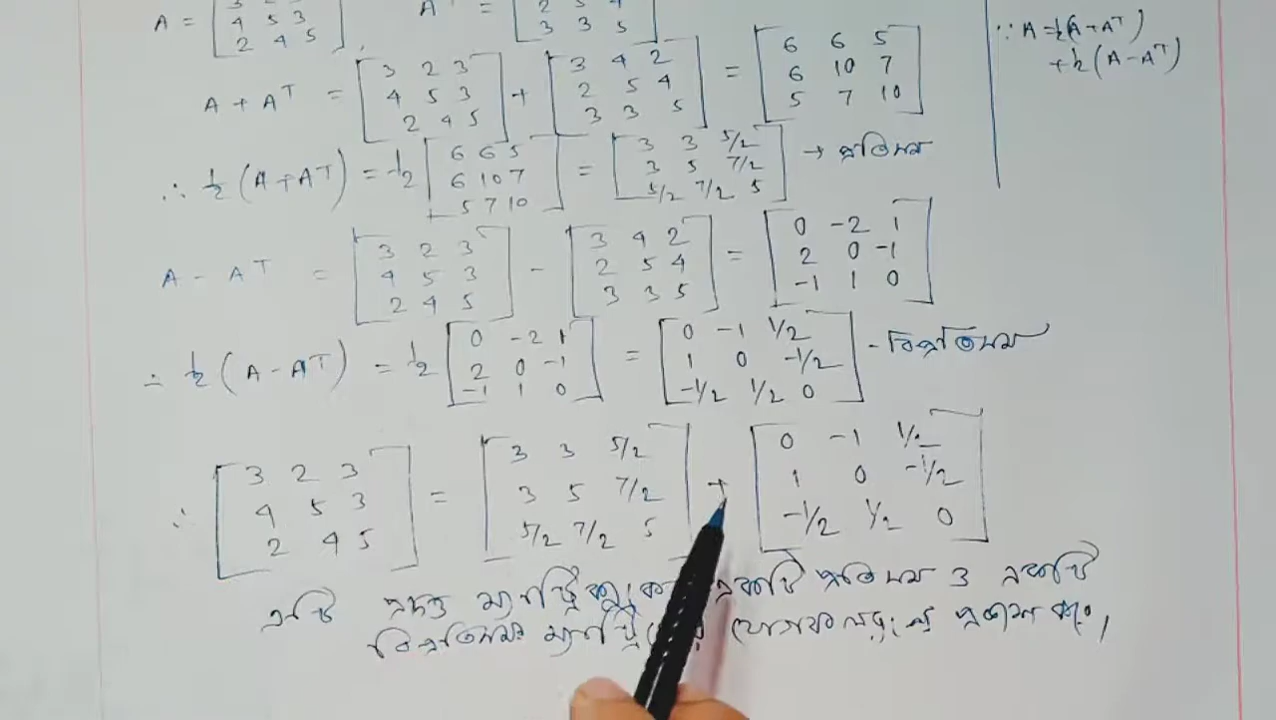 A = [ 4 5 3 2 4 5 ], Aᵀ = [ 3 3 5 ]
∵ A = ½(A+Aᵀ)
+ ½(A − Aᵀ)
A + Aᵀ = [ 3 2 3 4 5 3 2 4 5 ] + [ 3 4 2 2 5 4 3 3 5 ] = [ 6 6 5 6 10 7 5 7 10 ]
∴ ½(A+Aᵀ) = ½ [ 6 6 5 6 10 7 5 7 10 ] = [ 3 3 5/2 3 5 7/2 5/2 7/2 5 ] → প্রতিসম
A − Aᵀ = [ 3 2 3 4 5 3 2 4 5 ] − [ 3 4 2 2 5 4 3 3 5 ] = [ 0 −2 1 2 0 −1 −1 1 0 ]
∴ ½(A − Aᵀ) = ½ [ 0 −2 1 2 0 −1 −1 1 0 ] = [ 0 −1 1/2 1 0 −1/2 −1/2 1/2 0 ] - বিপ্রতিসম
∴ [ 3 2 3 4 5 3 2 4 5 ] = [ 3 3 5/2 3 5 7/2 5/2 7/2 5 ] + [ 0 −1 1/2 1 0 −1/2 −1/2 1/2 0 ]
এটি প্রদত্ত একটি প্রতিসম ও একটি
বিপ্রতিসম প্রকাশ করে,